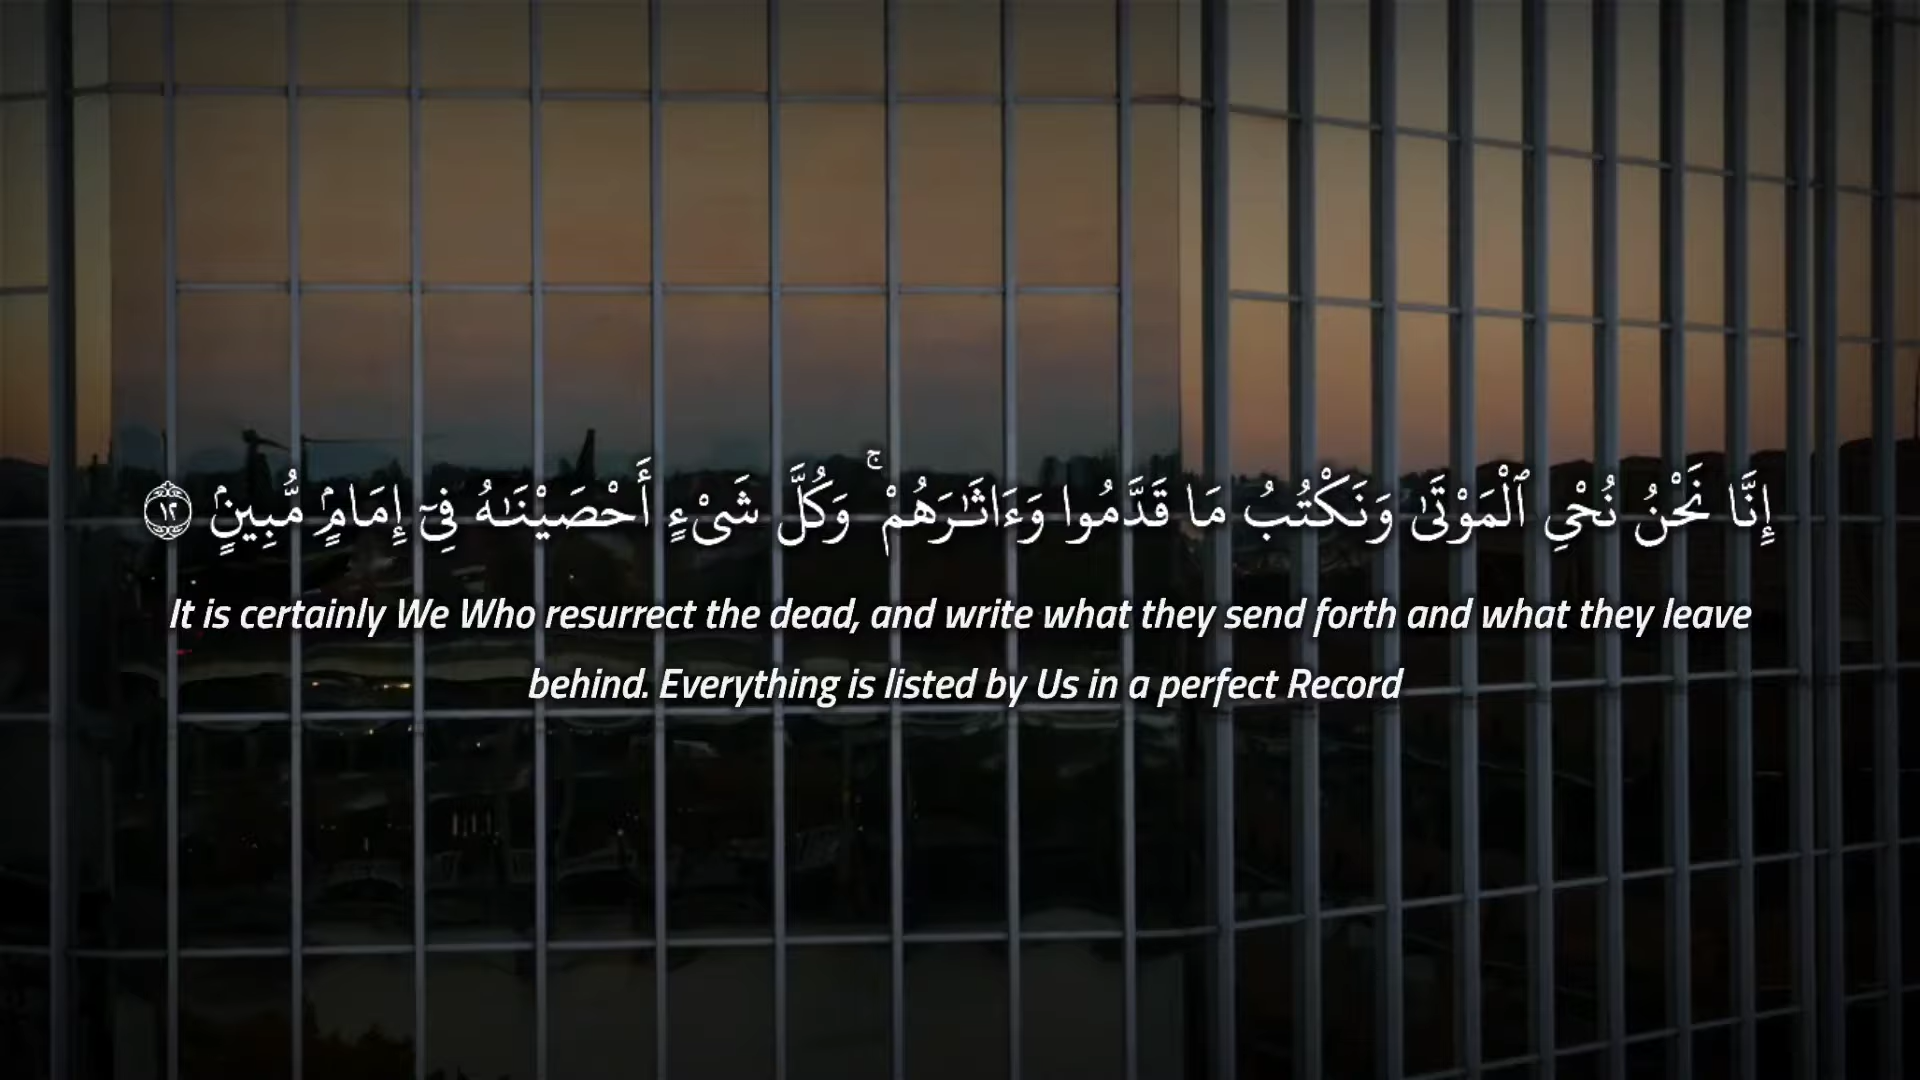 إِنَّا نَحْنُ نُحْيِ ٱلْمَوْتَىٰ وَنَكْتُبُ مَا قَدَّمُوا وَءَاثَـٰرَهُمْ ۚ وَكُلَّ شَىْءٍ أَحْصَيْنَـٰهُ فِىٓ إِمَامٍ مُّبِينٍ ١٢
It is certainly We Who resurrect the dead, and write what they send forth and what they leave
behind. Everything is listed by Us in a perfect Record